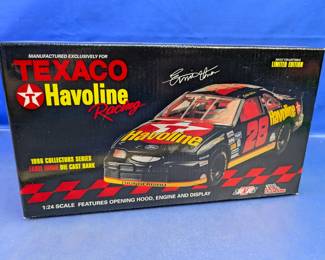 MANUFACTURED EXCLUSIVELY FOR
TEXACO
Havoline
Racing
LIMITED EDITION
Havoline
28
Havoline
1996 COLLECTORS SERIES
DIE CAST BANK
1:24 SCALE FEATURES OPENING HOOD, ENGINE AND DISPLAY